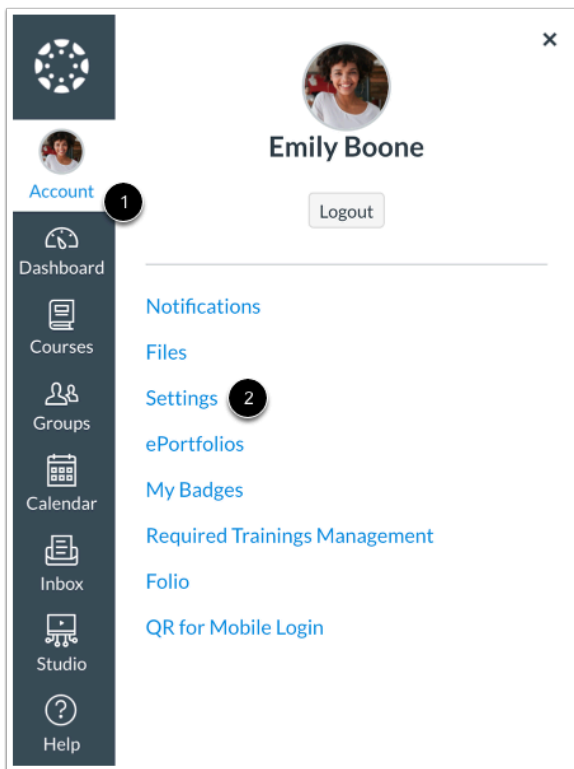 ×
Emily Boone
Logout
Account
1
Dashboard
Courses
Groups
Calendar
Inbox
Studio
Help
Notifications
Files
Settings 2
ePortfolios
My Badges
Required Trainings Management
Folio
QR for Mobile Login